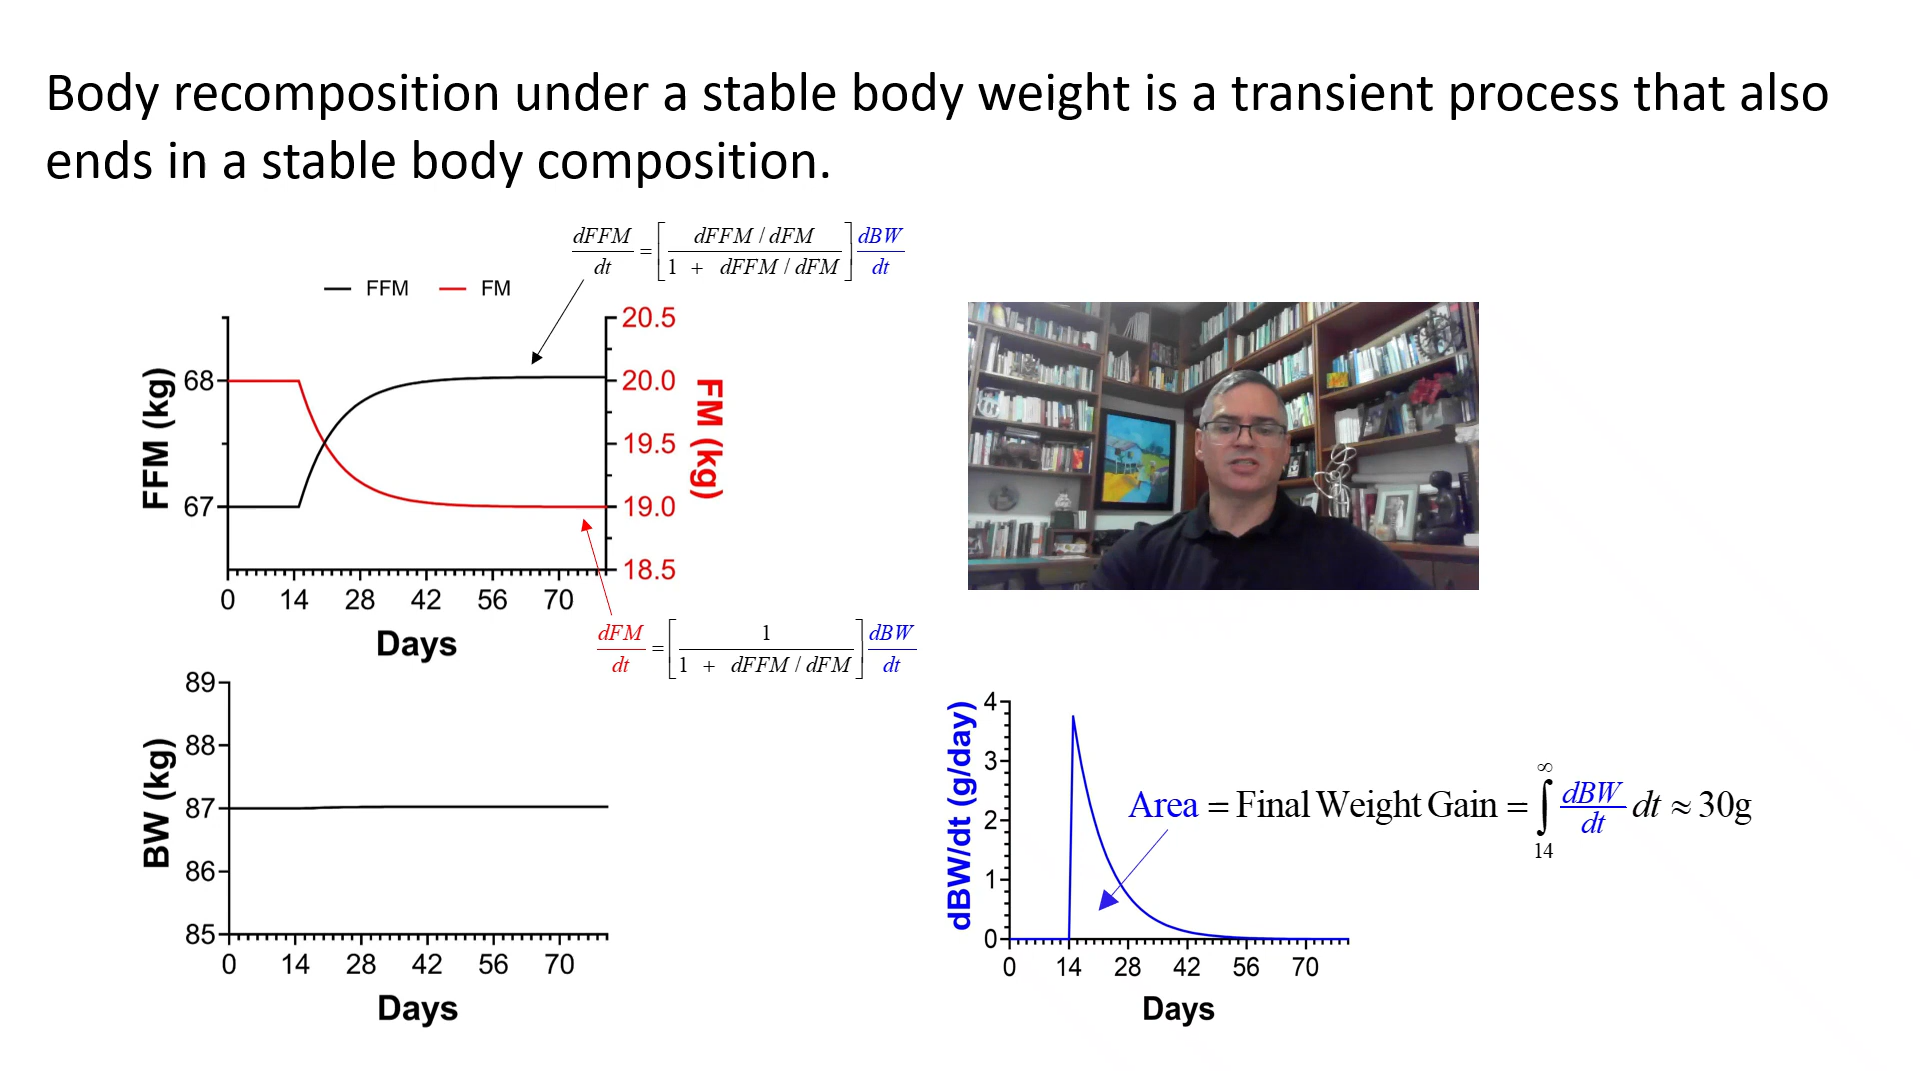 Body recomposition under a stable body weight is a transient process that also
ends in a stable body composition.
dFFM/dt = [ dFFM / dFM / 1 + dFFM / dFM ] dBW/dt
FFM FM
FFM (kg)
68
67
20.5
20.0
19.5
19.0
18.5
FM (kg)
0 14 28 42 56 70
Days
dFM/dt = [ 1 / 1 + dFFM / dFM ] dBW/dt
BW (kg)
89
88
87
86
85
0 14 28 42 56 70
Days
dBW/dt (g/day)
4
3
2
1
0
Area = Final Weight Gain = ∫14∞ dBW/dt dt ≈ 30g
0 14 28 42 56 70
Days